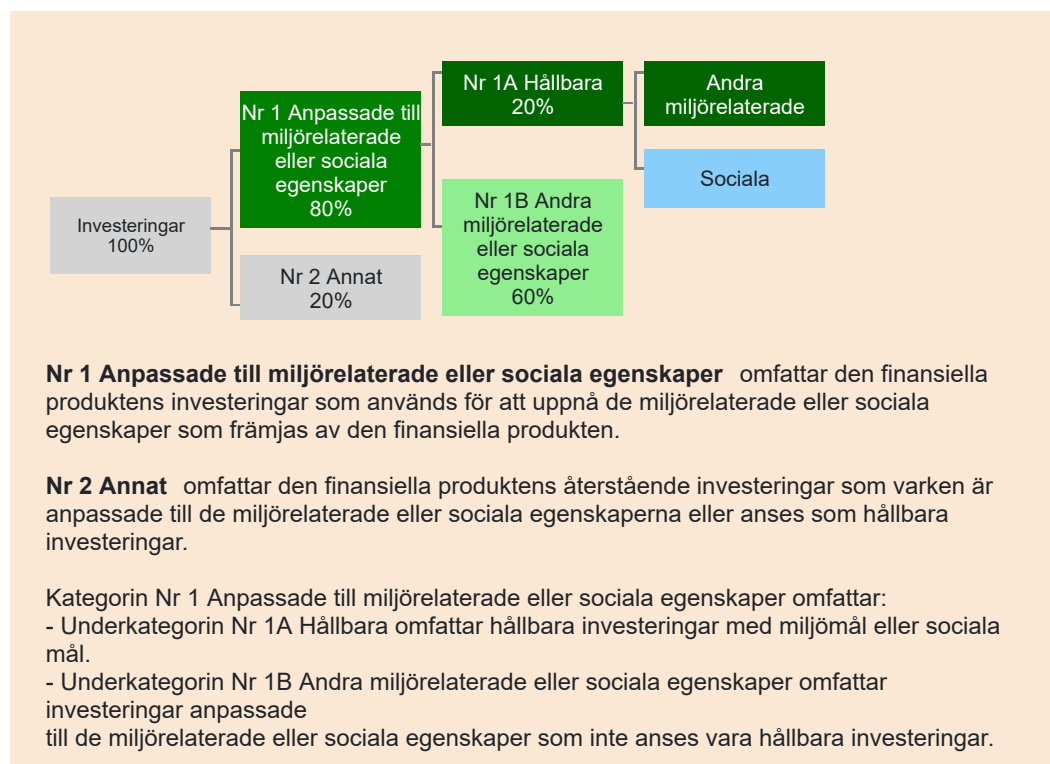 Investeringar
100%
Nr 1 Anpassade till
miljörelaterade
eller sociala
egenskaper
80%
Nr 2 Annat
20%
Nr 1A Hållbara
20%
Nr 1B Andra
miljörelaterade
eller sociala
egenskaper
60%
Andra
miljörelaterade
Sociala
Nr 1 Anpassade till miljörelaterade eller sociala egenskaper omfattar den finansiella
produktens investeringar som används för att uppnå de miljörelaterade eller sociala
egenskaper som främjas av den finansiella produkten.
Nr 2 Annat omfattar den finansiella produktens återstående investeringar som varken är
anpassade till de miljörelaterade eller sociala egenskaperna eller anses som hållbara
investeringar.
Kategorin Nr 1 Anpassade till miljörelaterade eller sociala egenskaper omfattar:
- Underkategorin Nr 1A Hållbara omfattar hållbara investeringar med miljömål eller sociala
mål.
- Underkategorin Nr 1B Andra miljörelaterade eller sociala egenskaper omfattar
investeringar anpassade
till de miljörelaterade eller sociala egenskaper som inte anses vara hållbara investeringar.